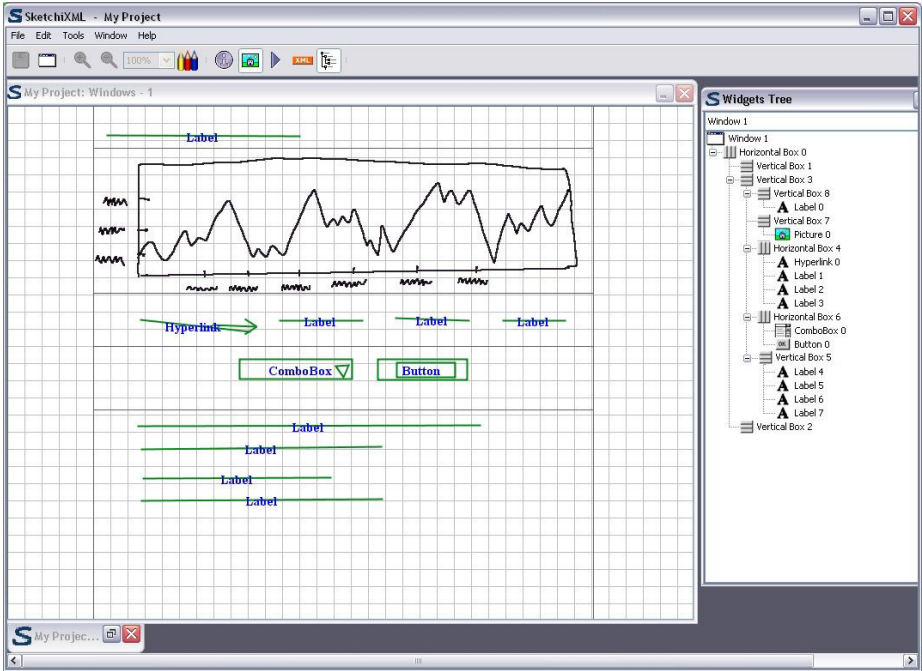 SketchiXML - My Project
File Edit Tools Window Help
100% XML
My Project: Windows - 1
Label
Hyperlink Label Label Label
ComboBox Button
Label
Label
Label
Label
Widgets Tree
Window 1
Window 1
Horizontal Box 0
Vertical Box 1
Vertical Box 3
Vertical Box 8
Label 0
Vertical Box 7
Picture 0
Horizontal Box 4
Hyperlink 0
Label 1
Label 2
Label 3
Horizontal Box 6
ComboBox 0
OK Button 0
Vertical Box 5
Label 4
Label 5
Label 6
Label 7
Vertical Box 2
My Projec...